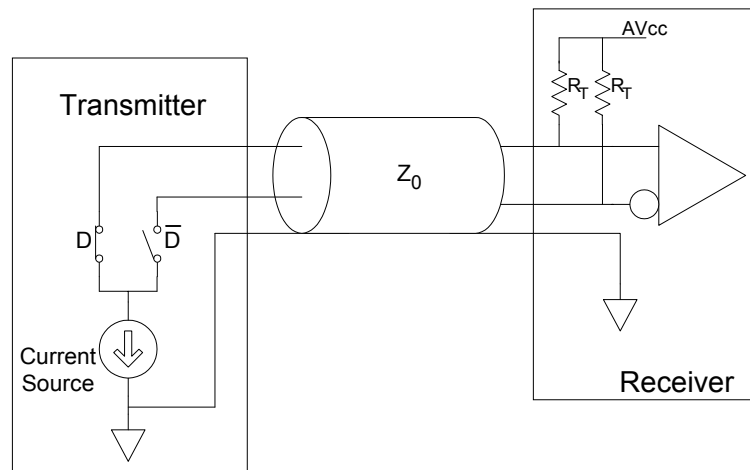 AVcc
Transmitter
R_T R_T
Z_0
D D̅
Current
Source
Receiver